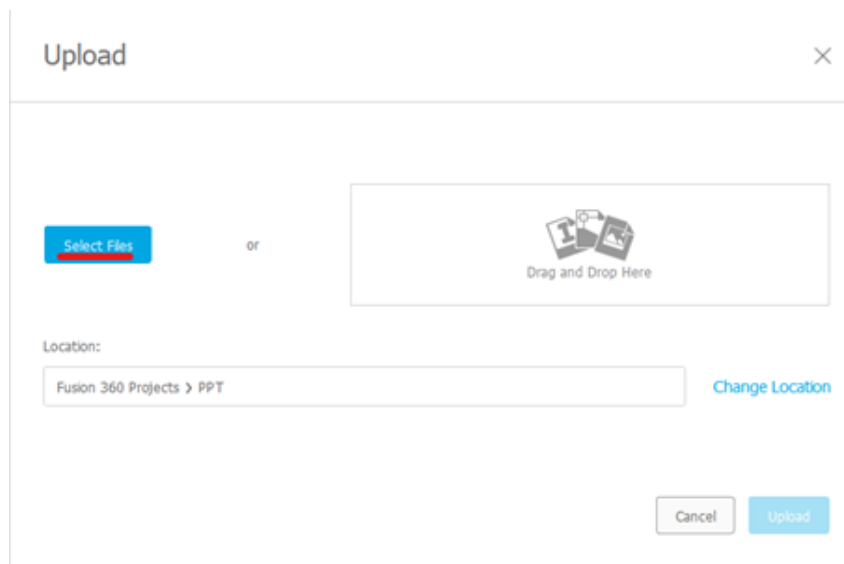 Upload
Select Files
or
Drag and Drop Here
Location:
Fusion 360 Projects > PPT
Change Location
Cancel
Upload